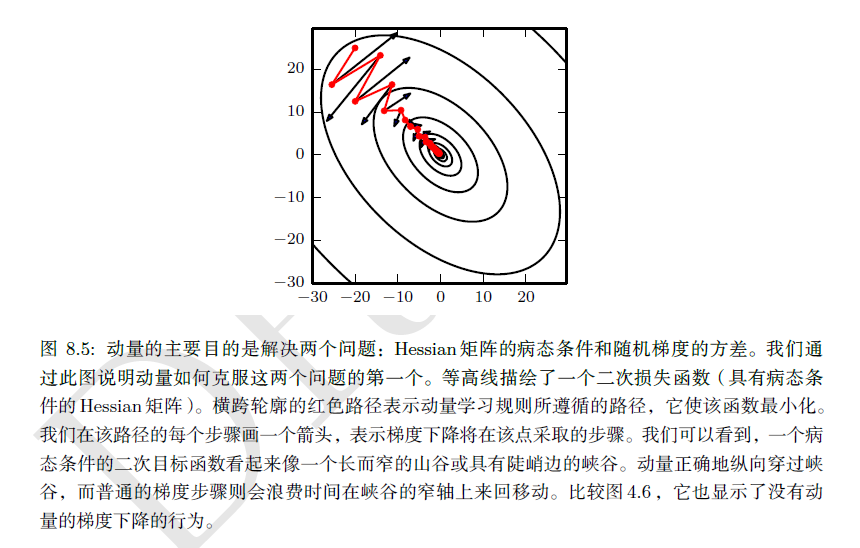 20
10
0
−10
−20
−30
−30 −20 −10 0 10 20
图 8.5: 动量的主要目的是解决两个问题：Hessian 矩阵的病态条件和随机梯度的方差。我们通
过此图说明动量如何克服这两个问题的第一个。等高线描绘了一个二次损失函数（具有病态条
件的 Hessian 矩阵）。横跨轮廓的红色路径表示动量学习规则所遵循的路径，它使该函数最小化。
我们在该路径的每个步骤画一个箭头，表示梯度下降将在该点采取的步骤。我们可以看到，一个病
态条件的二次目标函数看起来像一个长而窄的山谷或具有陡峭边的峡谷。动量正确地纵向穿过峡
谷，而普通的梯度步骤则会浪费时间在峡谷的窄轴上来回移动。比较图 4.6，它也显示了没有动
量的梯度下降的行为。